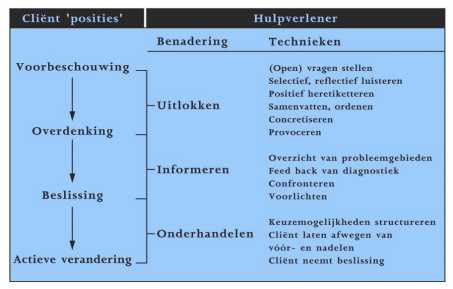 Cliënt 'posities'
Hulpverlener
Benadering
Technieken
Voorbeschouwing
Overdenking
Beslissing
Actieve verandering
Uitlokken
(Open) vragen stellen
Selectief, reflectief luisteren
Positief heretiketteren
Samenvatten, ordenen
Concretiseren
Provoceren
Informeren
Overzicht van probleemgebieden
Feed back van diagnostiek
Confronteren
Voorlichten
Onderhandelen
Keuzemogelijkheden structureren
Cliënt laten afwegen van
vóór- en nadelen
Cliënt neemt beslissing